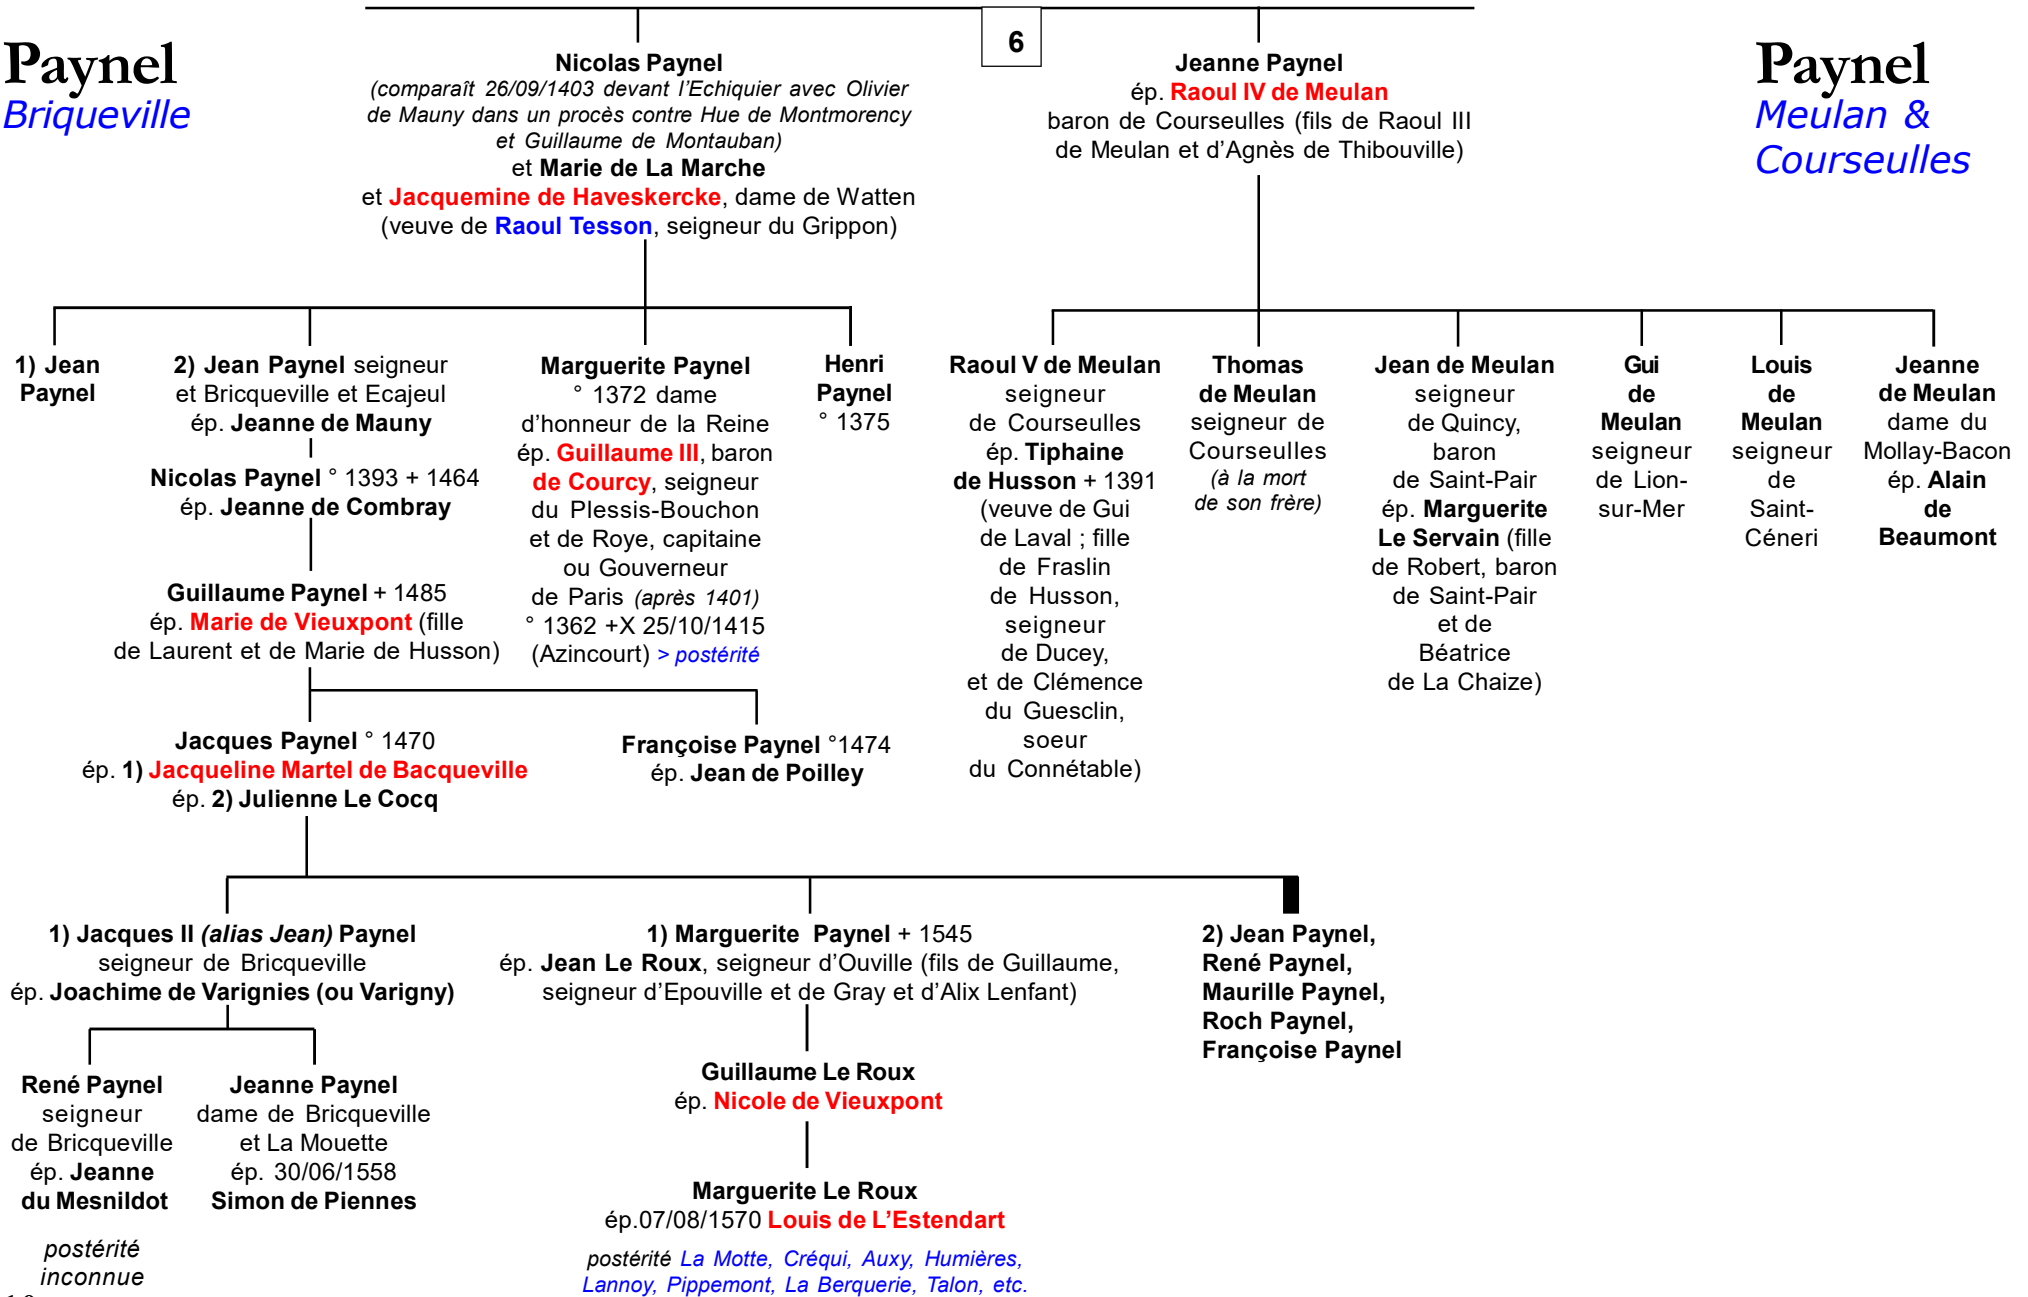 Paynel
Briqueville
6
Paynel
Meulan &
Courseulles
Nicolas Paynel
(comparaît 26/09/1403 devant l'Echiquier avec Olivier
de Mauny dans un procès contre Hue de Montmorency
et Guillaume de Montauban)
et Marie de La Marche
et Jacquemine de Haveskercke, dame de Watten
(veuve de Raoul Tesson, seigneur du Grippon)
Jeanne Paynel
ép. Raoul IV de Meulan
baron de Courseulles (fils de Raoul III
de Meulan et d'Agnès de Thibouville)
1) Jean
Paynel
2) Jean Paynel seigneur
et Bricqueville et Ecajeul
ép. Jeanne de Mauny
Nicolas Paynel ° 1393 + 1464
ép. Jeanne de Combray
Guillaume Paynel + 1485
ép. Marie de Vieuxpont (fille
de Laurent et de Marie de Husson)
Marguerite Paynel
° 1372 dame
d'honneur de la Reine
ép. Guillaume III, baron
de Courcy, seigneur
du Plessis-Bouchon
et de Roye, capitaine
ou Gouverneur
de Paris (après 1401)
° 1362 +X 25/10/1415
(Azincourt) > postérité
Henri
Paynel
° 1375
Raoul V de Meulan
seigneur
de Courseulles
ép. Tiphaine
de Husson + 1391
(veuve de Gui
de Laval ; fille
de Fraslin
de Husson,
seigneur
de Ducey,
et de Clémence
du Guesclin,
soeur
du Connétable)
Thomas
de Meulan
seigneur de
Courseulles
(à la mort
de son frère)
Jean de Meulan
seigneur
de Quincy,
baron
de Saint-Pair
ép. Marguerite
Le Servain (fille
de Robert, baron
de Saint-Pair
et de
Béatrice
de La Chaize)
Gui
de
Meulan
seigneur
de Lion-
sur-Mer
Louis
de
Meulan
seigneur
de
Saint-
Céneri
Jeanne
de Meulan
dame du
Mollay-Bacon
ép. Alain
de
Beaumont
Jacques Paynel ° 1470
ép. 1) Jacqueline Martel de Bacqueville
ép. 2) Julienne Le Cocq
Françoise Paynel °1474
ép. Jean de Poilley
1) Jacques II (alias Jean) Paynel
seigneur de Bricqueville
ép. Joachime de Varignies (ou Varigny)
1) Marguerite Paynel + 1545
ép. Jean Le Roux, seigneur d'Ouville (fils de Guillaume,
seigneur d'Epouville et de Gray et d'Alix Lenfant)
2) Jean Paynel,
René Paynel,
Maurille Paynel,
Roch Paynel,
Françoise Paynel
René Paynel
seigneur
de Bricqueville
ép. Jeanne
du Mesnildot
postérité
inconnue
Jeanne Paynel
dame de Bricqueville
et La Mouette
ép. 30/06/1558
Simon de Piennes
Guillaume Le Roux
ép. Nicole de Vieuxpont
Marguerite Le Roux
ép.07/08/1570 Louis de L'Estendart
postérité La Motte, Créqui, Auxy, Humières,
Lannoy, Pippemont, La Berquerie, Talon, etc.